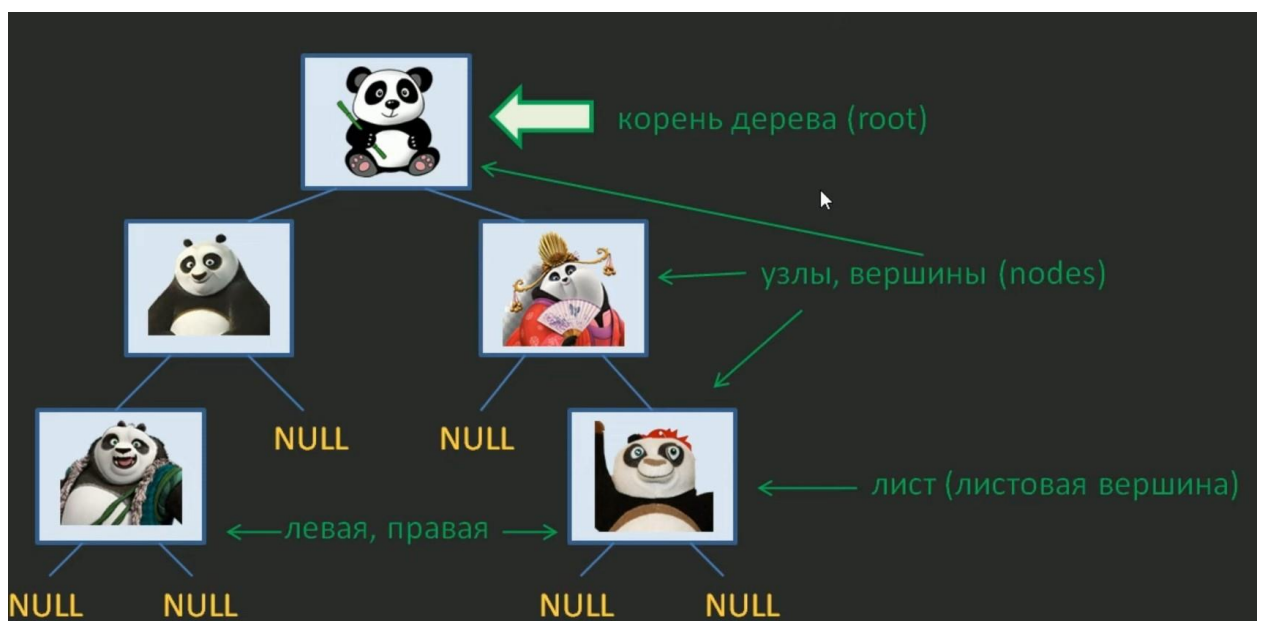 корень дерева (root)
узлы, вершины (nodes)
NULL
NULL
лист (листовая вершина)
левая, правая
NULL
NULL
NULL
NULL